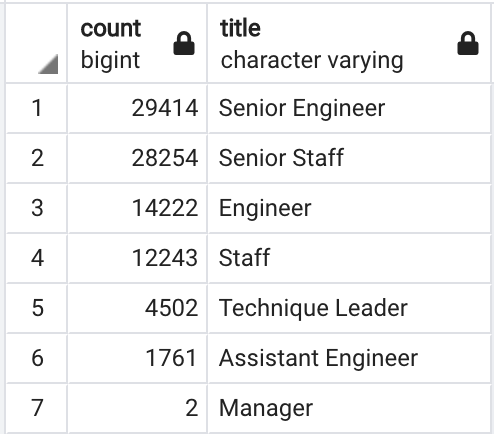 count title
bigint character varying
1 29414 Senior Engineer
2 28254 Senior Staff
3 14222 Engineer
4 12243 Staff
5 4502 Technique Leader
6 1761 Assistant Engineer
7 2 Manager